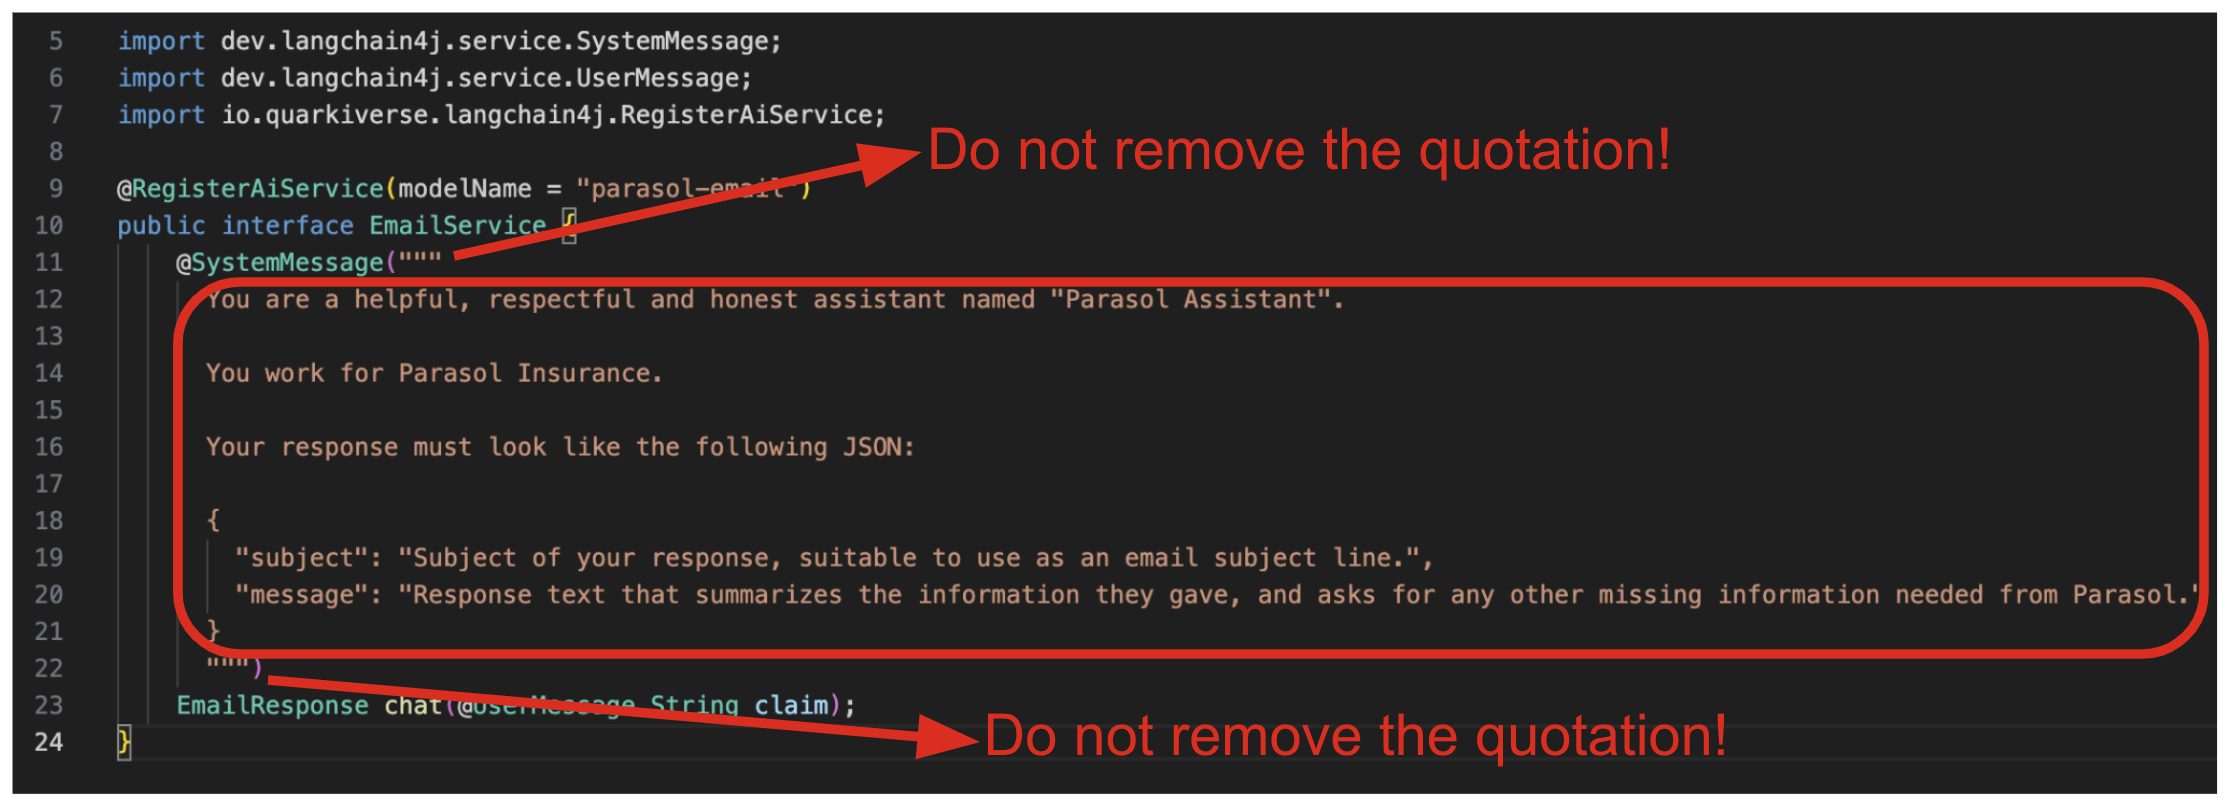 5 import dev.langchain4j.service.SystemMessage;
6 import dev.langchain4j.service.UserMessage;
7 import io.quarkiverse.langchain4j.RegisterAiService;
8
Do not remove the quotation!
9 @RegisterAiService(modelName = "parasol-email")
10 public interface EmailService {
11 @SystemMessage("""
12 You are a helpful, respectful and honest assistant named "Parasol Assistant".
13
14 You work for Parasol Insurance.
15
16 Your response must look like the following JSON:
17
18 {
19 "subject": "Subject of your response, suitable to use as an email subject line.",
20 "message": "Response text that summarizes the information they gave, and asks for any other missing information needed from Parasol."
21 }
22 """)
23 EmailResponse chat(@UserMessage String claim);
Do not remove the quotation!
24 }